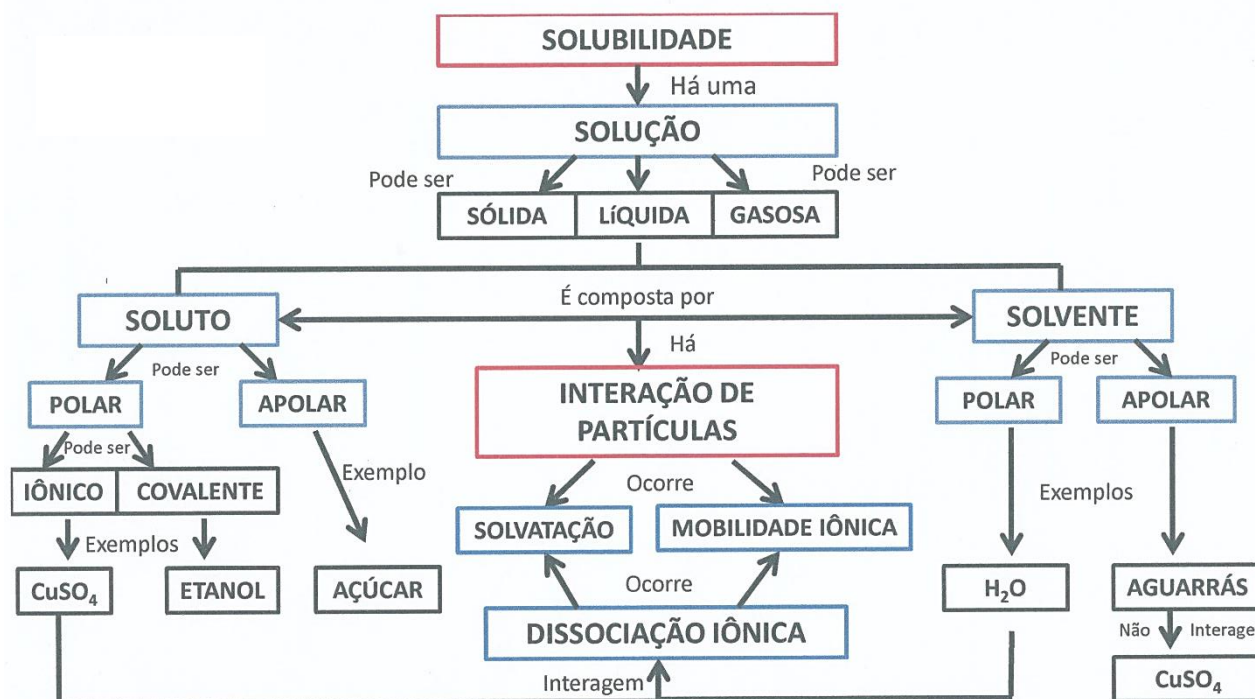 SOLUBILIDADE
Há uma
SOLUÇÃO
Pode ser
Pode ser
SÓLIDA
LíQUIDA
GASOSA
É composta por
SOLUTO
SOLVENTE
Há
Pode ser
Pode ser
INTERAÇÃO DE
PARTÍCULAS
POLAR
APOLAR
POLAR
APOLAR
Pode ser
IÔNICO
COVALENTE
Exemplo
Ocorre
Exemplos
SOLVATAÇÃO
MOBILIDADE IÔNICA
Exemplos
CuSO₄
ETANOL
AÇÚCAR
Ocorre
H₂O
AGUARRÁS
DISSOCIAÇÃO IÔNICA
Não
Interage
Interagem
CuSO₄